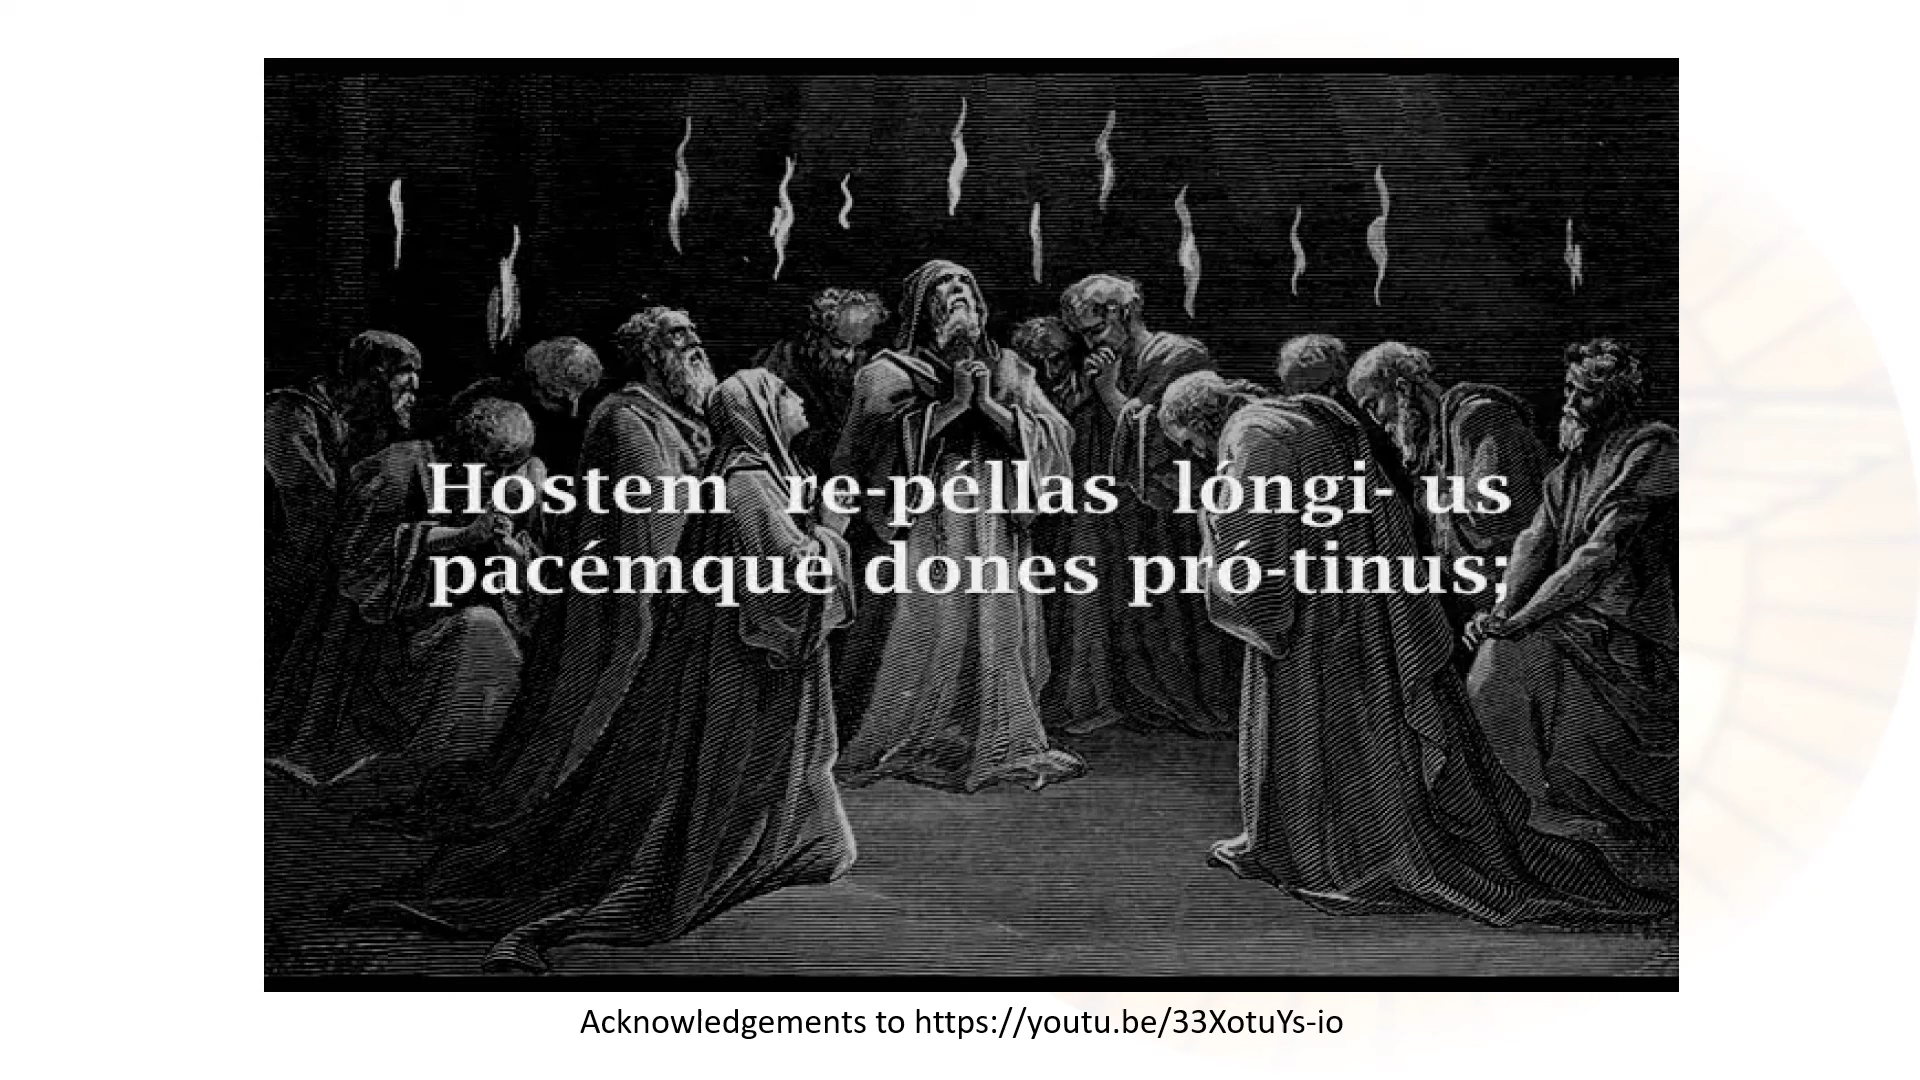 Hostem re-péllas lóngi- us
pacémque dones pró-tinus;
Acknowledgements to https://youtu.be/33XotuYs-io